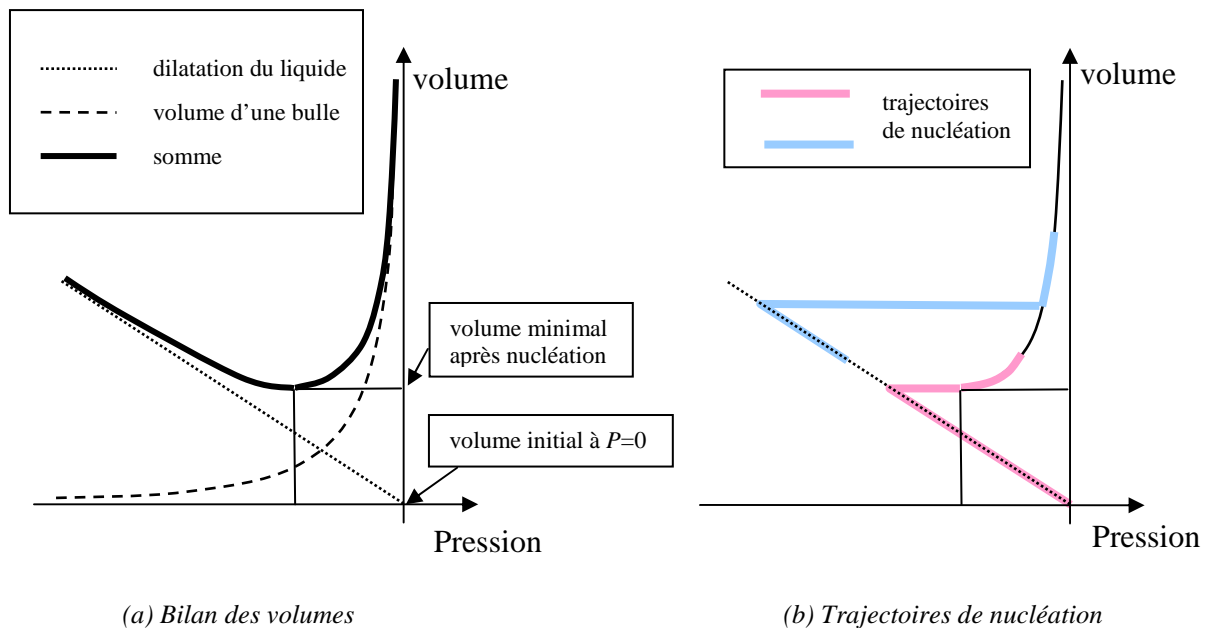 dilatation du liquide
volume d'une bulle
somme
volume
volume minimal
après nucléation
volume initial à P=0
Pression
(a) Bilan des volumes
trajectoires
de nucléation
volume
Pression
(b) Trajectoires de nucléation